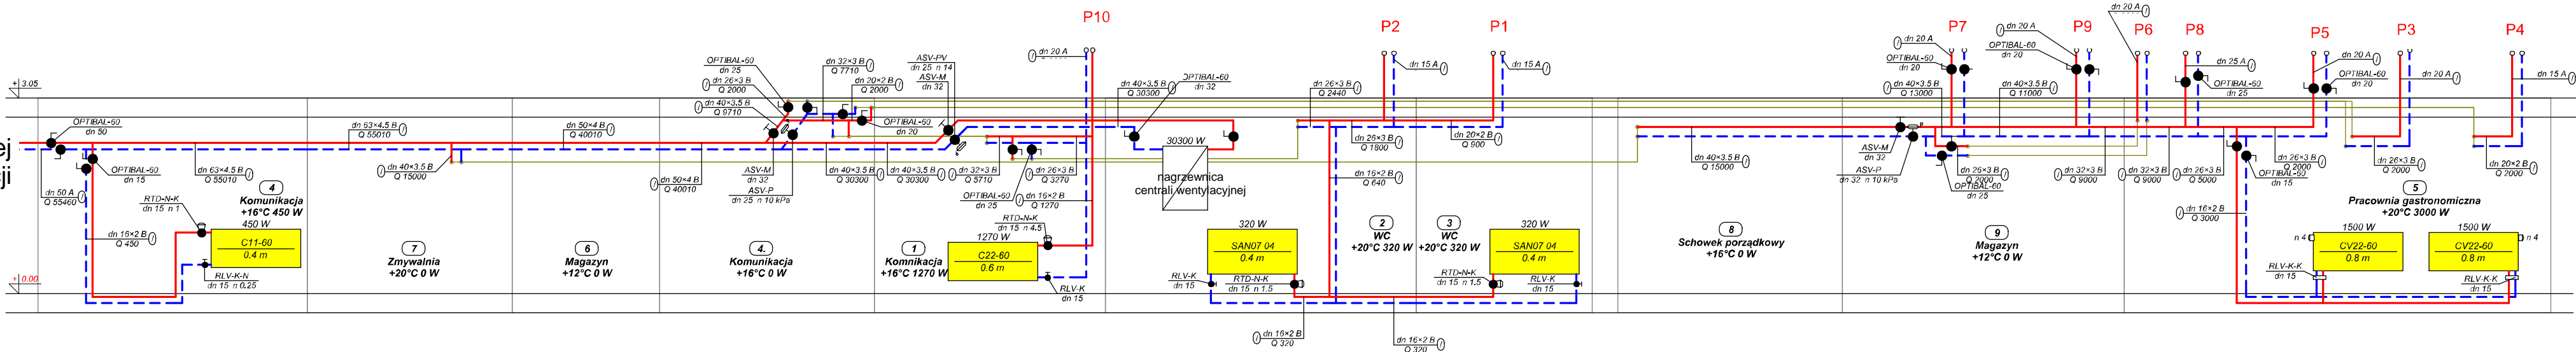 P10
P2
P1
P7
P9
P6
P8
P5
P3
P4
dn 20 A
dn 20 A
dn 15 A
dn 15 A
dn 20 A
dn 20 A
dn 25 A
dn 20 A
dn 20 A
dn 15 A
+3.05
0.00
ej
cji
OPTIBAL-60
dn 50
dn 50 A
Q 55460
OPTIBAL-60
dn 15
dn 63×4.5 B
Q 55010
dn 16×2 B
Q 450
RTD-N-K
dn 15 n 1
4
Komunikacja
+16°C 450 W
450 W
C11-60
0.4 m
RLV-K-N
dn 15 n 0.25
dn 63×4.5 B
Q 55010
dn 40×3.5 B
Q 15000
7
Zmywalnia
+20°C 0 W
dn 50×4 B
Q 40010
6
Magazyn
+12°C 0 W
OPTIBAL-60
dn 25
dn 26×3 B
Q 2000
dn 40×3.5 B
Q 9710
dn 50×4 B
Q 40010
ASV-M
dn 32
ASV-P
dn 25 n 10 kPa
4.
Komunikacja
+16°C 0 W
dn 32×3 B
Q 7710
dn 20×2 B
Q 2000
OPTIBAL-60
dn 20
dn 40×3.5 B
Q 30300
ASV-PV
dn 25 n 14
ASV-M
dn 32
dn 40×3.5 B
Q 30300
dn 32×3 B
Q 5710
OPTIBAL-60
dn 25
dn 26×3 B
Q 3270
dn 16×2 B
Q 1270
RTD-N-K
dn 15 n 4.5
1
Komnikacja
+16°C 1270 W
1270 W
C22-60
0.6 m
RLV-K
dn 15
dn 40×3.5 B
Q 30300
OPTIBAL-60
dn 32
30300 W
nagrzewnica
centrali wentylacyjnej
dn 26×3 B
Q 2440
dn 26×3 B
Q 1800
dn 20×2 B
Q 900
dn 16×2 B
Q 640
320 W
SAN07 04
0.4 m
RLV-K
dn 15
RTD-N-K
dn 15 n 1.5
2
WC
+20°C 320 W
3
WC
+20°C 320 W
320 W
SAN07 04
0.4 m
RTD-N-K
dn 15 n 1.5
RLV-K
dn 15
dn 16×2 B
Q 320
dn 16×2 B
Q 320
dn 40×3.5 B
Q 15000
8
Schowek porządkowy
+16°C 0 W
OPTIBAL-60
dn 20
dn 40×3.5 B
Q 13000
OPTIBAL-60
dn 20
dn 40×3.5 B
Q 11000
ASV-M
dn 32
ASV-P
dn 32 n 10 kPa
dn 26×3 B
Q 2000
OPTIBAL-60
dn 25
9
Magazyn
+12°C 0 W
dn 32×3 B
Q 9000
dn 32×3 B
Q 9000
dn 26×3 B
Q 5000
OPTIBAL-60
dn 25
OPTIBAL-60
dn 20
dn 26×3 B
Q 2000
OPTIBAL-60
dn 15
dn 16×2 B
Q 3000
dn 26×3 B
Q 2000
dn 20×2 B
Q 2000
5
Pracownia gastronomiczna
+20°C 3000 W
1500 W
n 4
CV22-60
0.8 m
RLV-K-K
dn 15
1500 W
n 4
CV22-60
0.8 m
RLV-K-K
dn 15
dn 20 A